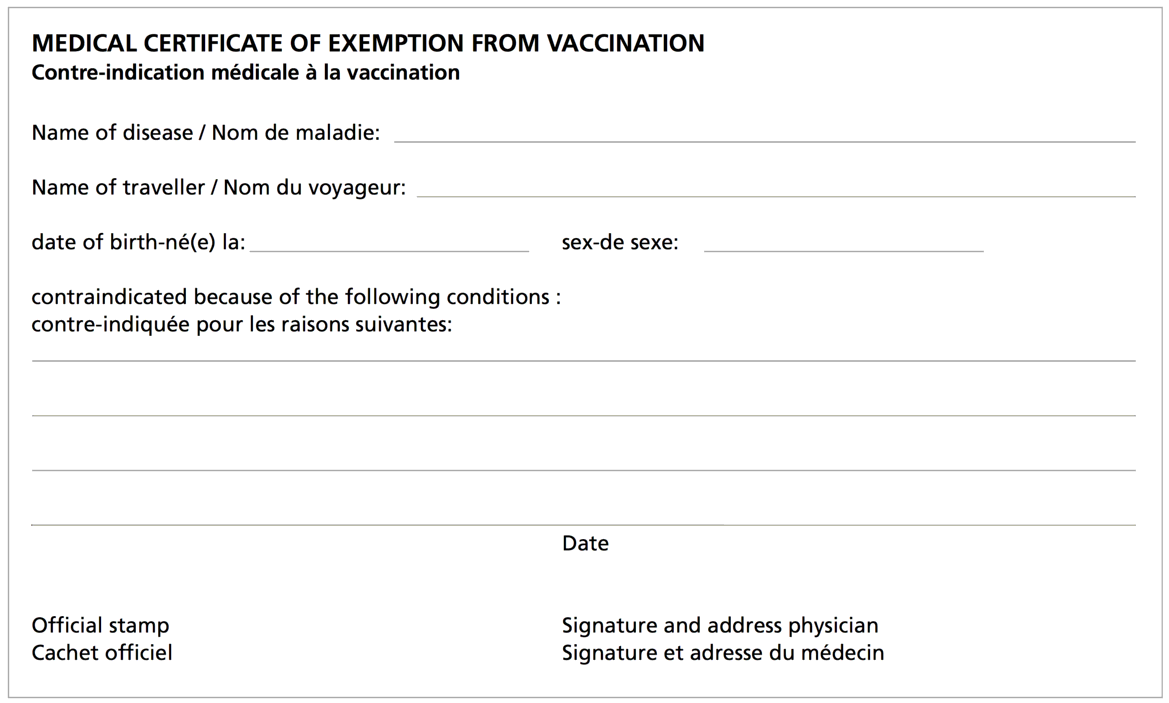 MEDICAL CERTIFICATE OF EXEMPTION FROM VACCINATION
Contre-indication médicale à la vaccination
Name of disease / Nom de maladie:
Name of traveller / Nom du voyageur:
date of birth-né(e) la: sex-de sexe:
contraindicated because of the following conditions :
contre-indiquée pour les raisons suivantes:
Date
Official stamp
Cachet officiel
Signature and address physician
Signature et adresse du médecin